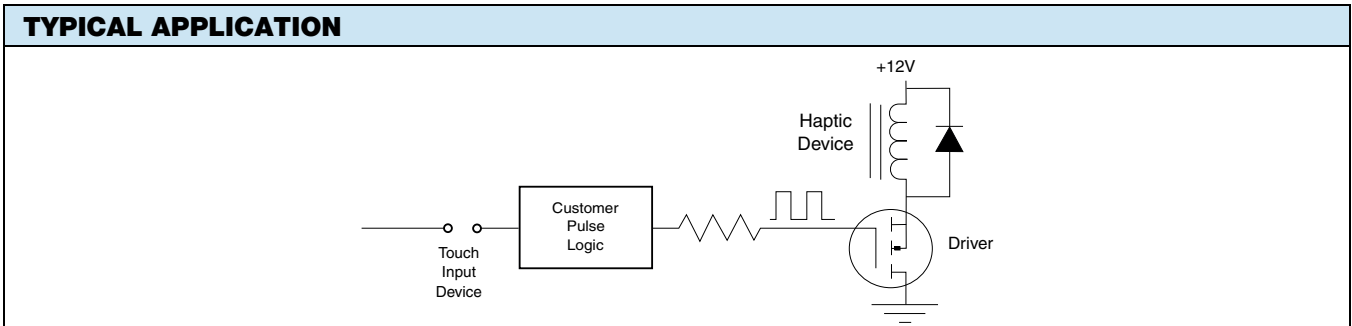 TYPICAL APPLICATION
+12V
Haptic
Device
Customer
Pulse
Logic
Touch
Input
Device
Driver